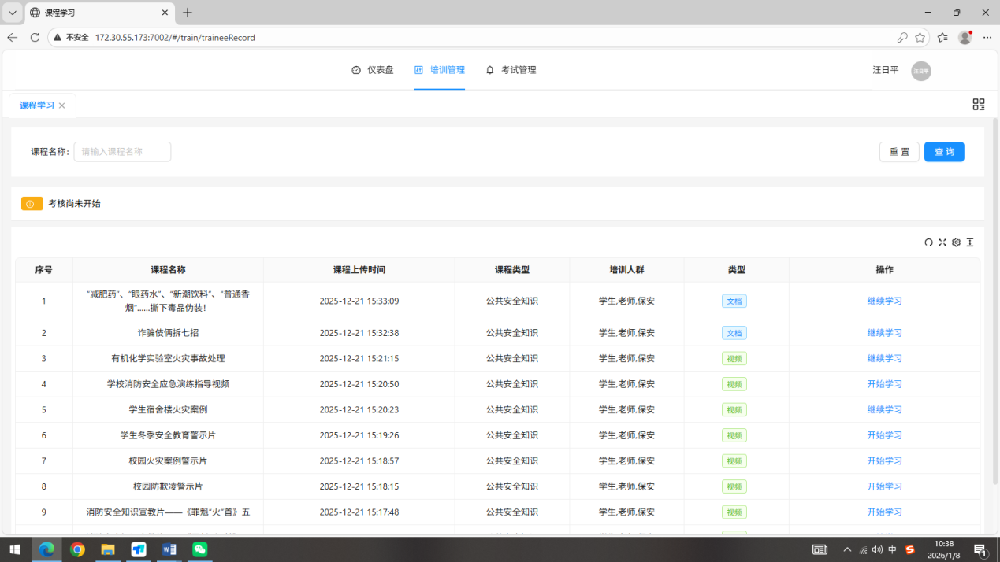 课程学习
不安全 172.30.55.173:7002/#/train/traineeRecord
仪表盘 培训管理 考试管理 汪日平 汪日平
课程学习
课程名称: 请输入课程名称 重 置 查 询
考核尚未开始
序号 课程名称 课程上传时间 课程类型 培训人群 类型 操作
1 “减肥药”、“眼药水”、“新潮饮料”、“普通香 2025-12-21 15:33:09 公共安全知识 学生,老师,保安 文档 继续学习
烟”......撕下毒品伪装！
2 诈骗伎俩拆七招 2025-12-21 15:32:38 公共安全知识 学生,老师,保安 文档 继续学习
3 有机化学实验室火灾事故处理 2025-12-21 15:21:15 公共安全知识 学生,老师,保安 视频 继续学习
4 学校消防安全应急演练指导视频 2025-12-21 15:20:50 公共安全知识 学生,老师,保安 视频 开始学习
5 学生宿舍楼火灾案例 2025-12-21 15:20:23 公共安全知识 学生,老师,保安 视频 继续学习
6 学生冬季安全教育警示片 2025-12-21 15:19:26 公共安全知识 学生,老师,保安 视频 开始学习
7 校园火灾案例警示片 2025-12-21 15:18:57 公共安全知识 学生,老师,保安 视频 开始学习
8 校园防欺凌警示片 2025-12-21 15:18:15 公共安全知识 学生,老师,保安 视频 开始学习
9 消防安全知识宣教片——《罪魁“火”首》五 2025-12-21 15:17:48 公共安全知识 学生,老师,保安 视频 开始学习
中 10:38
2026/1/8 1